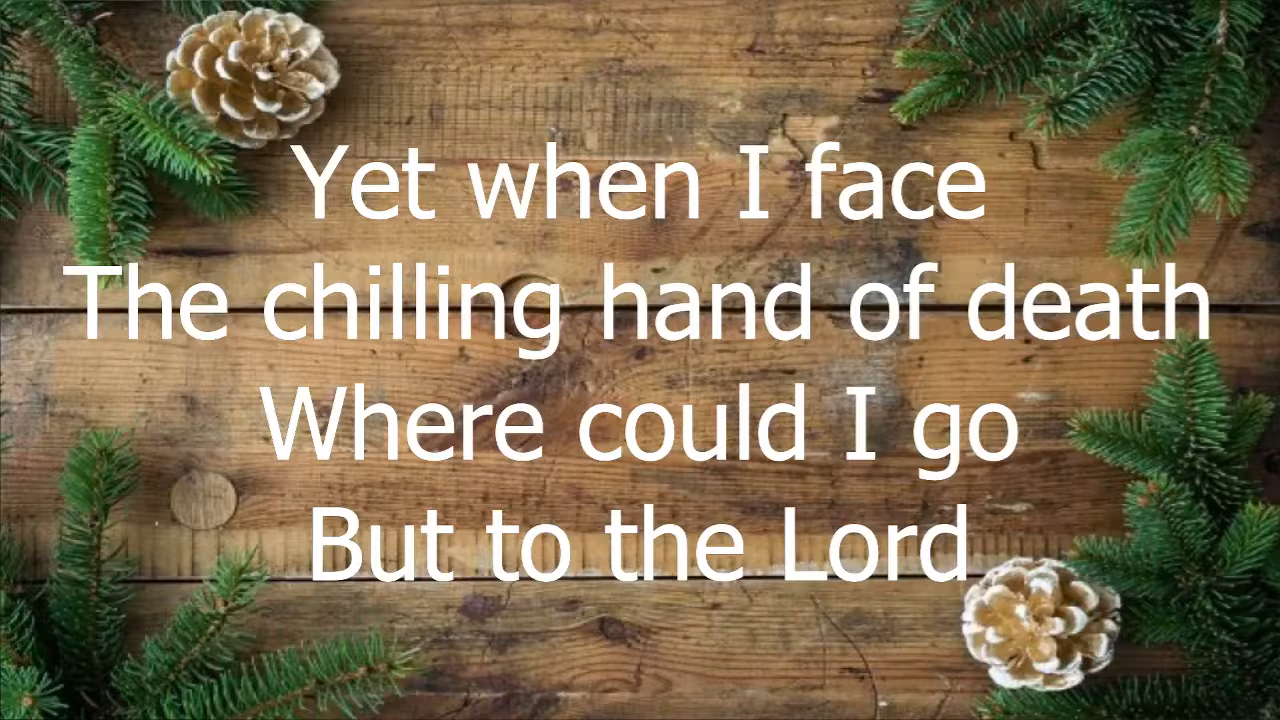 Yet when I face
The chilling hand of death
Where could I go
But to the Lord